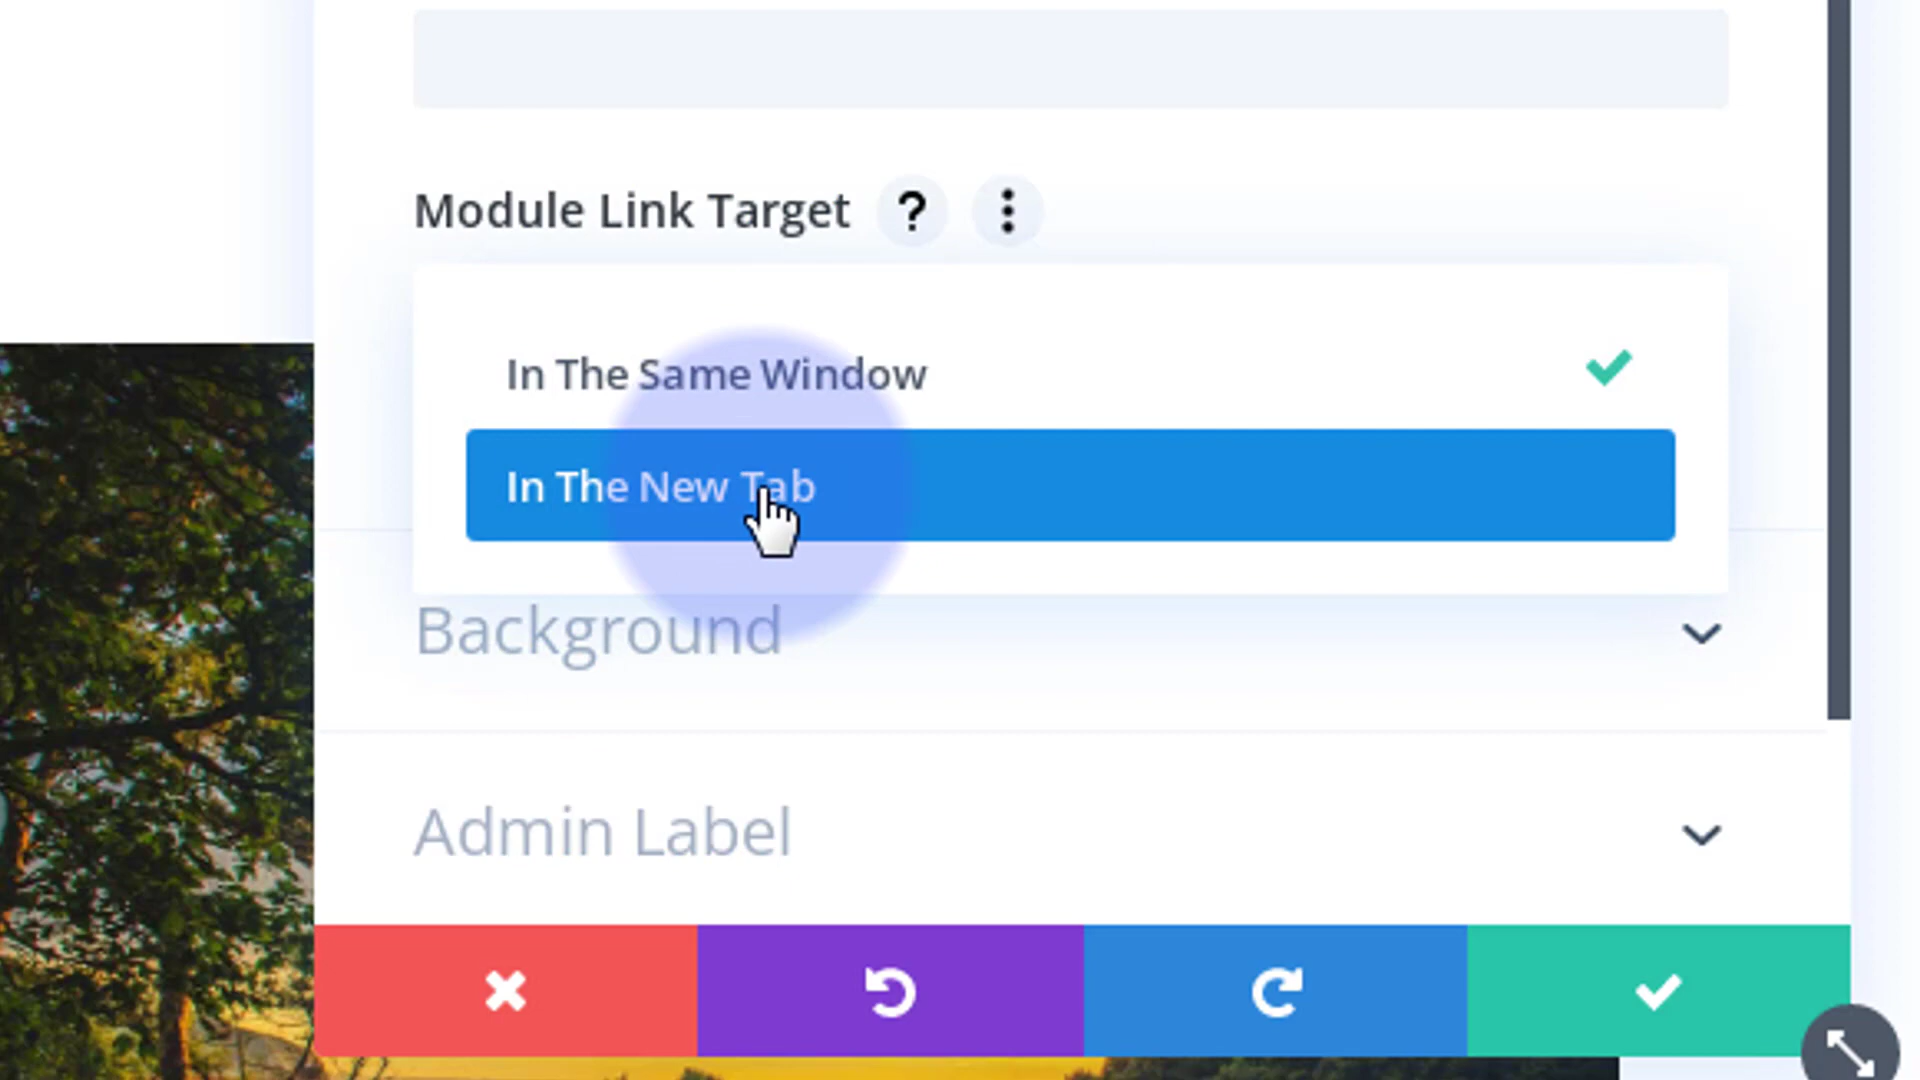 Module Link Target ?
In The Same Window
In The New Tab
Background
Admin Label